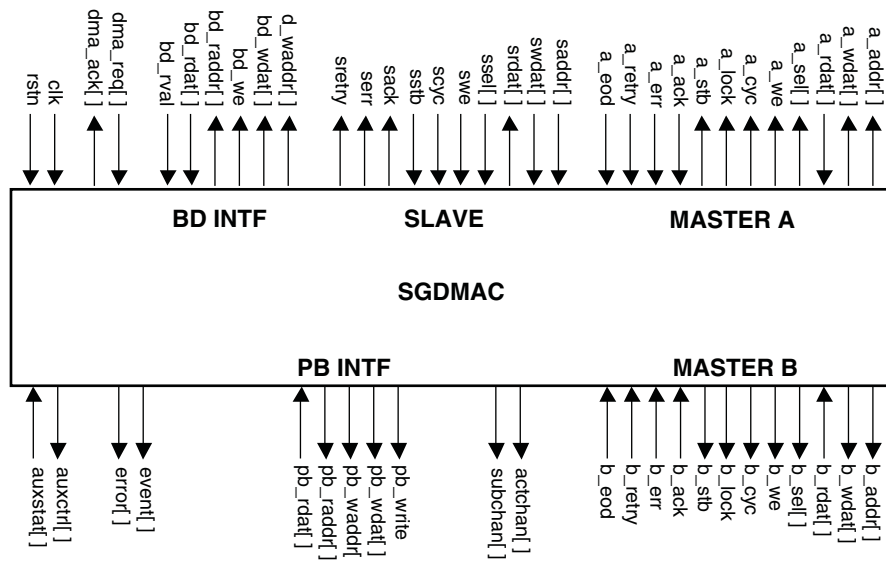 rstn
clk
dma_ack[ ]
dma_req[ ]
bd_rval
bd_rdat[ ]
bd_raddr[ ]
bd_we
bd_wdat[ ]
d_waddr[ ]
sretry
serr
sack
sstb
scyc
swe
ssel[ ]
srdat[ ]
swdat[ ]
saddr[ ]
a_eod
a_retry
a_err
a_ack
a_stb
a_lock
a_cyc
a_we
a_sel[ ]
a_rdat[ ]
a_wdat[ ]
a_addr[ ]
BD INTF
SLAVE
MASTER A
SGDMAC
PB INTF
MASTER B
auxstat[ ]
auxctrl[ ]
error[ ]
event[ ]
pb_rdat[ ]
pb_raddr[ ]
pb_waddr[
pb_wdat[ ]
pb_write
subchan[ ]
actchan[ ]
b_eod
b_retry
b_err
b_ack
b_stb
b_lock
b_cyc
b_we
b_sel[ ]
b_rdat[ ]
b_wdat[ ]
b_addr[ ]